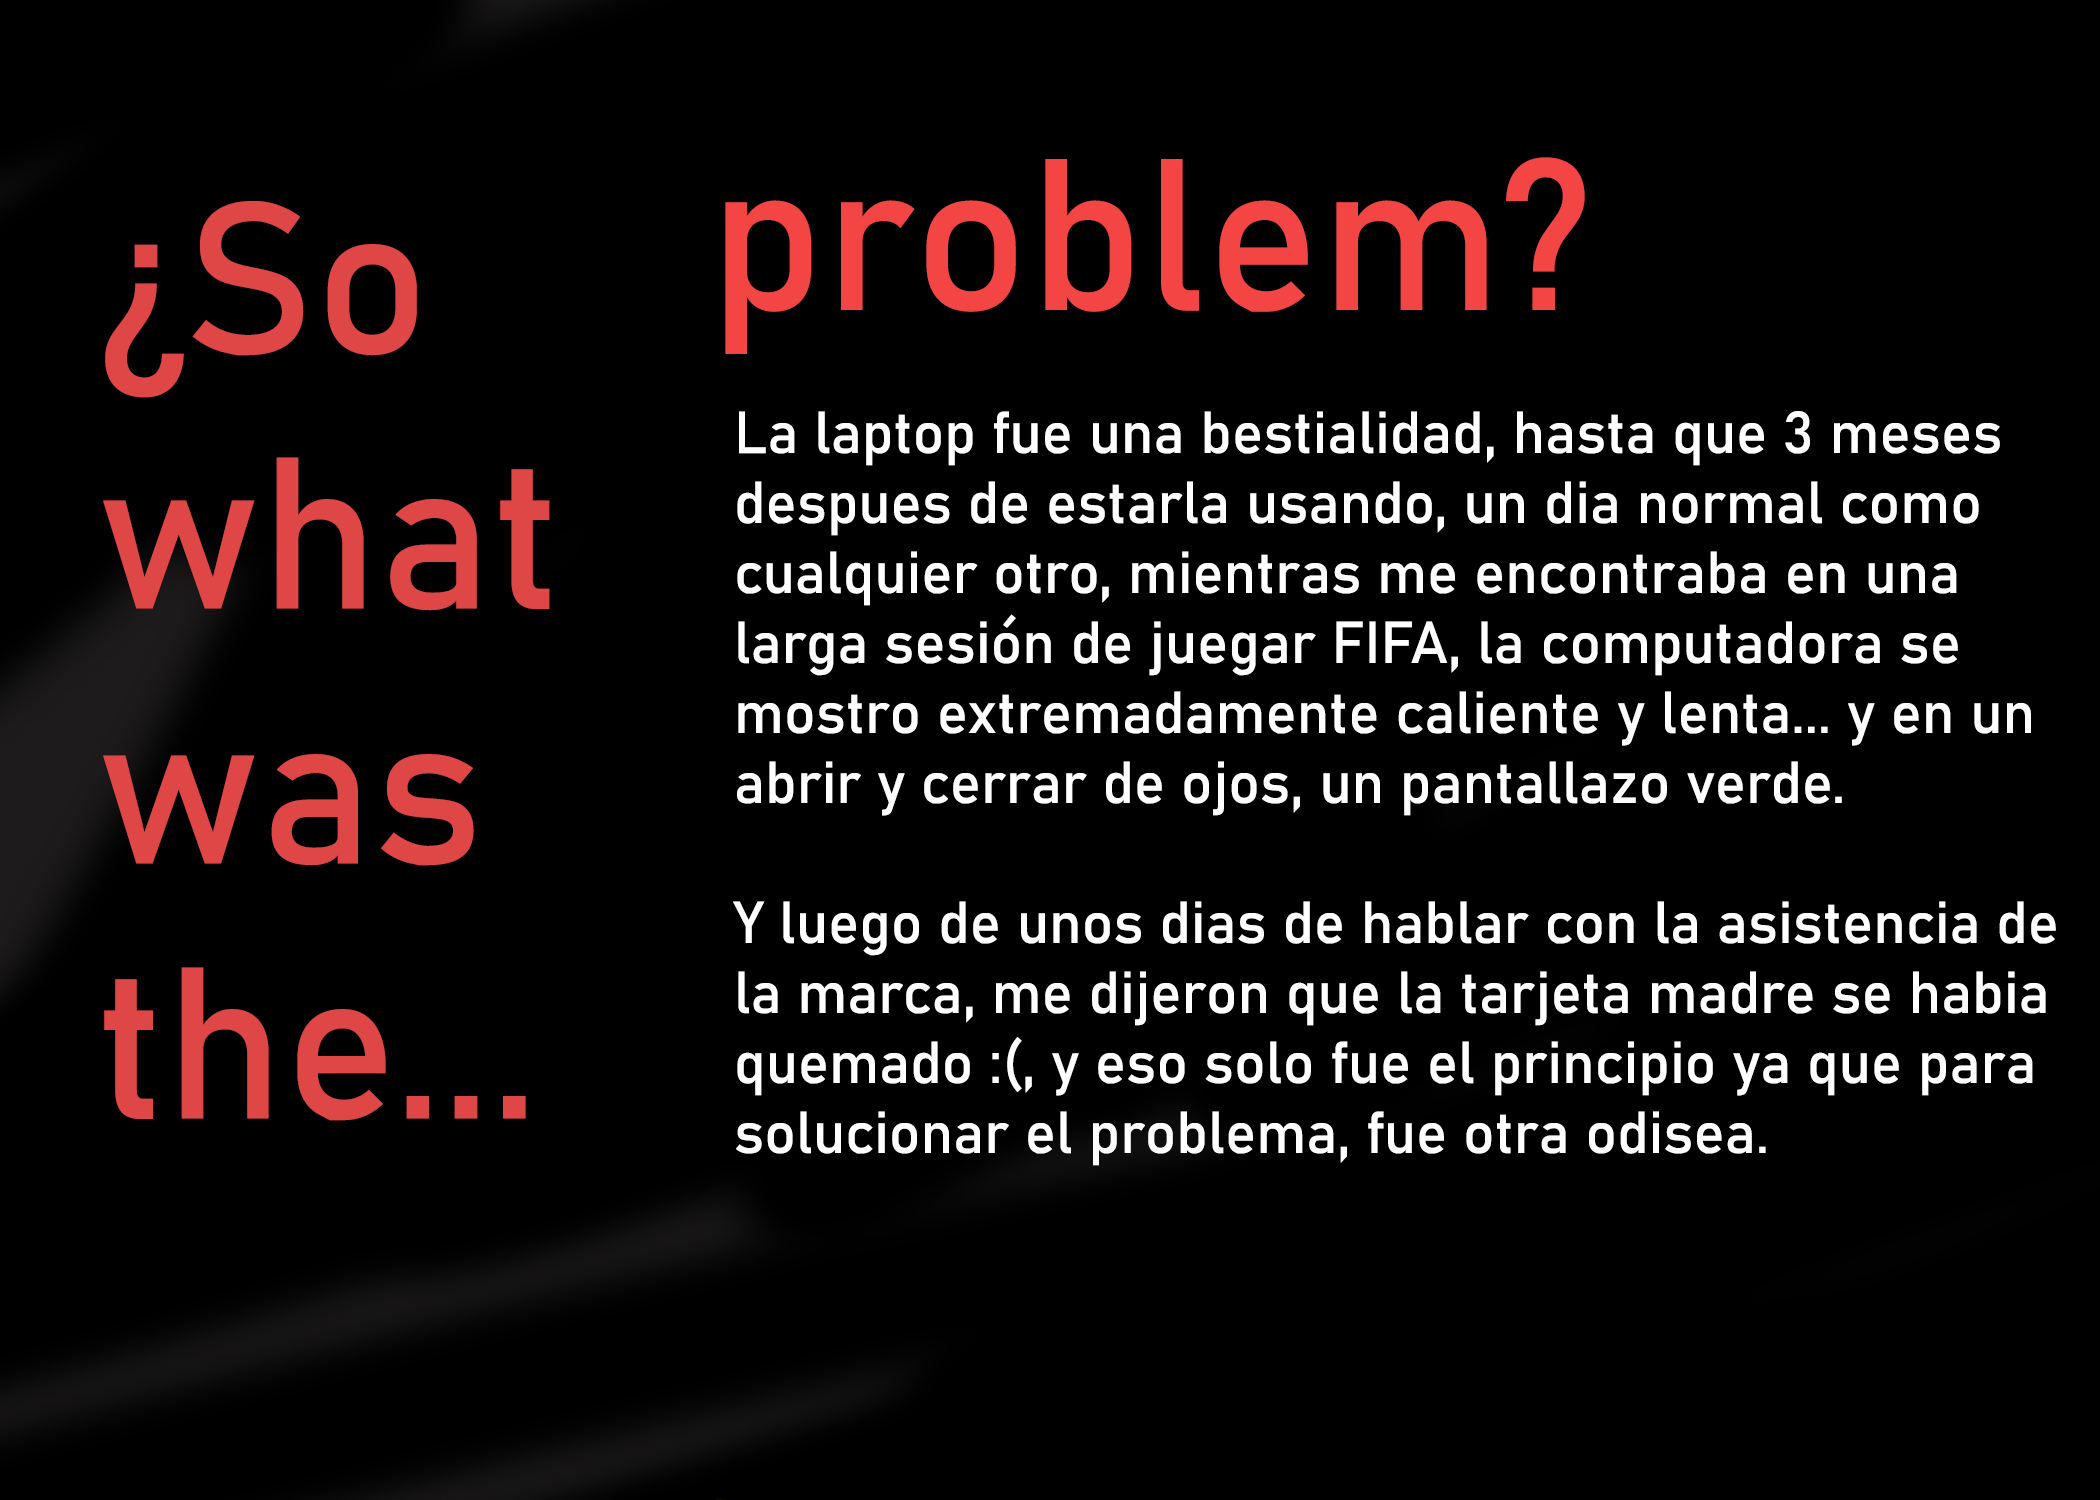 ¿So
what
was
the...
problem?
La laptop fue una bestialidad, hasta que 3 meses
despues de estarla usando, un dia normal como
cualquier otro, mientras me encontraba en una
larga sesión de juegar FIFA, la computadora se
mostro extremadamente caliente y lenta... y en un
abrir y cerrar de ojos, un pantallazo verde.
Y luego de unos dias de hablar con la asistencia de
la marca, me dijeron que la tarjeta madre se habia
quemado :(, y eso solo fue el principio ya que para
solucionar el problema, fue otra odisea.